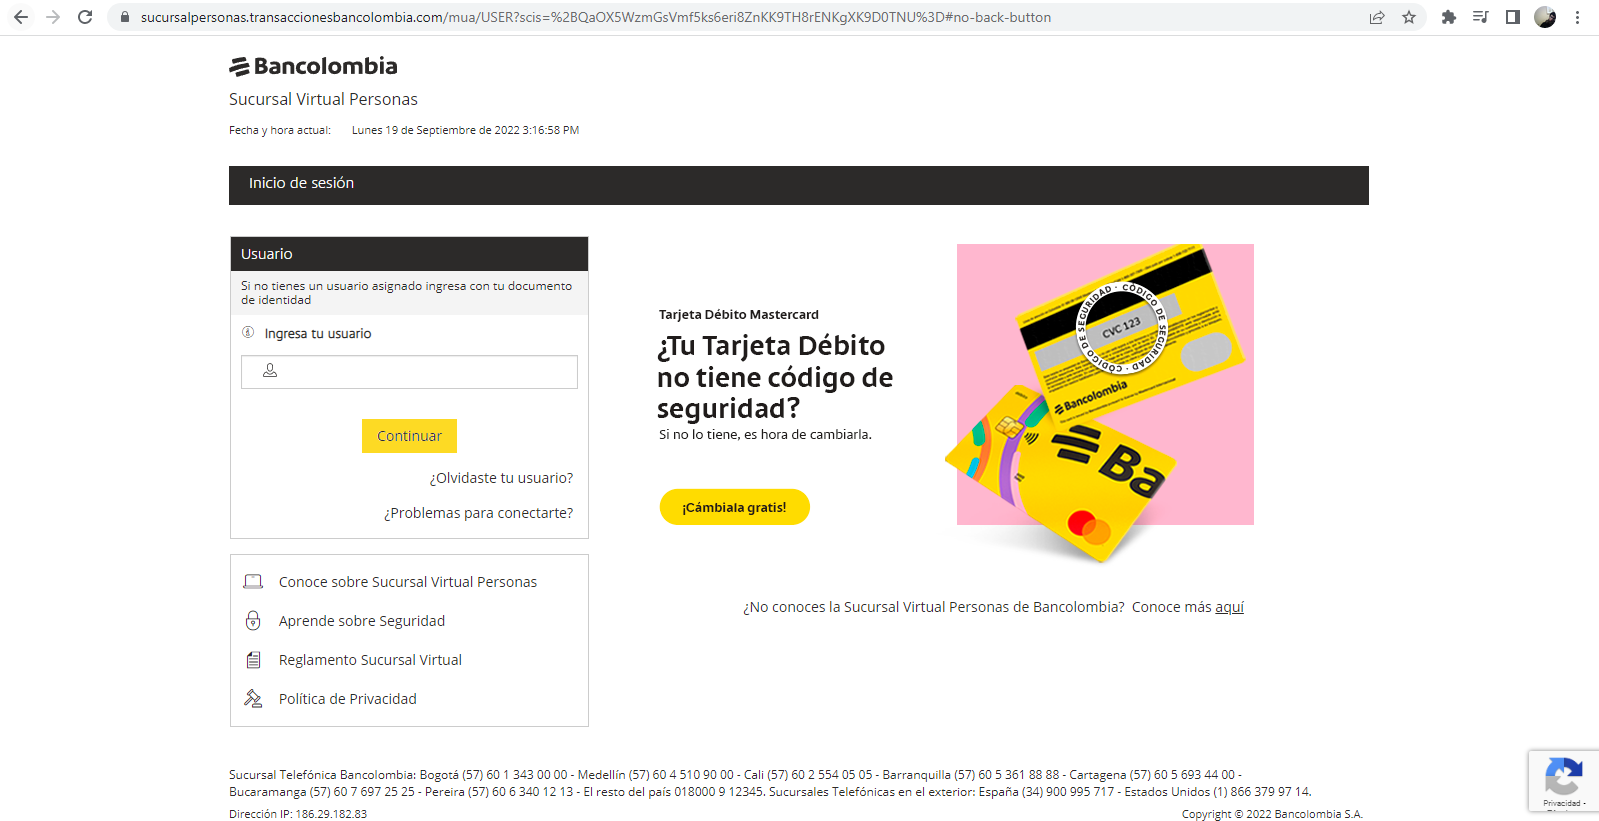 sucursalpersonas.transaccionesbancolombia.com/mua/USER?scis=%2BQaOX5WzmGsVmf5ks6eri8ZnKK9TH8rENKgXK9D0TNU%3D#no-back-button
Bancolombia
Sucursal Virtual Personas
Fecha y hora actual: Lunes 19 de Septiembre de 2022 3:16:58 PM
Inicio de sesión
Usuario
Si no tienes un usuario asignado ingresa con tu documento
de identidad
Ingresa tu usuario
Continuar
¿Olvidaste tu usuario?
¿Problemas para conectarte?
Conoce sobre Sucursal Virtual Personas
Aprende sobre Seguridad
Reglamento Sucursal Virtual
Política de Privacidad
Tarjeta Débito Mastercard
¿Tu Tarjeta Débito
no tiene código de
seguridad?
Si no lo tiene, es hora de cambiarla.
¡Cámbiala gratis!
CÓDIGO DE SEGURIDAD · CÓDIGO DE SEGURIDAD ·
CVC 123
Bancolombia
Ba
¿No conoces la Sucursal Virtual Personas de Bancolombia? Conoce más aquí
Sucursal Telefónica Bancolombia: Bogotá (57) 60 1 343 00 00 - Medellín (57) 60 4 510 90 00 - Cali (57) 60 2 554 05 05 - Barranquilla (57) 60 5 361 88 88 - Cartagena (57) 60 5 693 44 00 -
Bucaramanga (57) 60 7 697 25 25 - Pereira (57) 60 6 340 12 13 - El resto del país 018000 9 12345. Sucursales Telefónicas en el exterior: España (34) 900 995 717 - Estados Unidos (1) 866 379 97 14.
Dirección IP: 186.29.182.83
Copyright © 2022 Bancolombia S.A.
Privacidad -